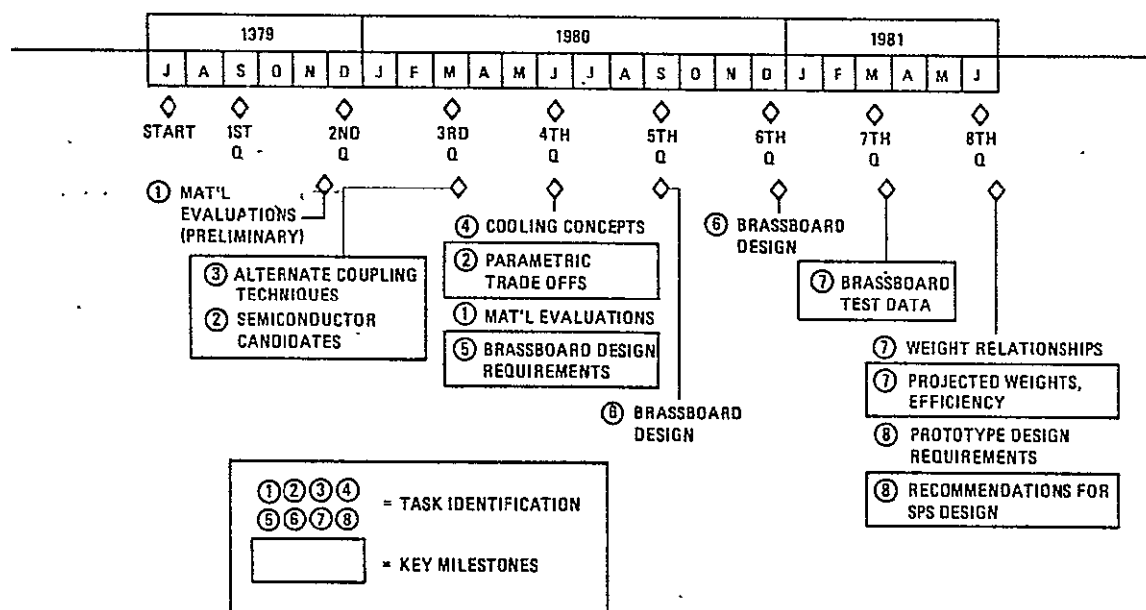 1379 1980 1981
J A S O N D J F M A M J J A S O N D J F M A M J
START 1ST 2ND 3RD 4TH 5TH 6TH 7TH 8TH
Q Q Q Q Q Q Q Q
① MAT'L
EVALUATIONS
(PRELIMINARY)
③ ALTERNATE COUPLING
TECHNIQUES
② SEMICONDUCTOR
CANDIDATES
④ COOLING CONCEPTS
② PARAMETRIC
TRADE OFFS
① MAT'L EVALUATIONS
⑤ BRASSBOARD DESIGN
REQUIREMENTS
⑥ BRASSBOARD
DESIGN
⑥ BRASSBOARD
DESIGN
⑦ BRASSBOARD
TEST DATA
⑦ WEIGHT RELATIONSHIPS
⑦ PROJECTED WEIGHTS,
EFFICIENCY
⑧ PROTOTYPE DESIGN
REQUIREMENTS
⑧ RECOMMENDATIONS FOR
SPS DESIGN
①②③④
⑤⑥⑦⑧
= TASK IDENTIFICATION
= KEY MILESTONES